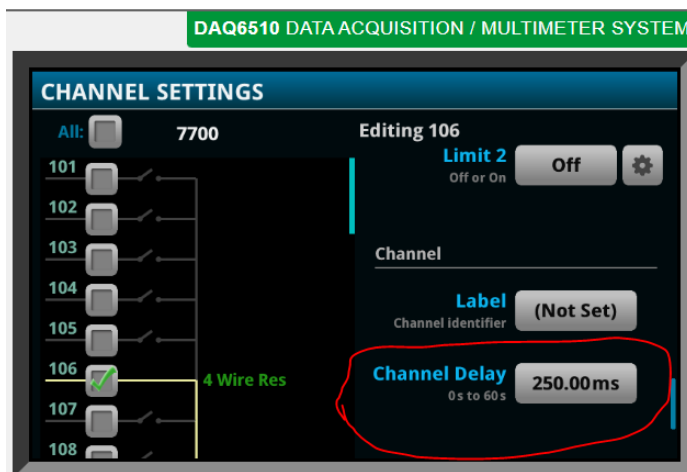 DAQ6510 DATA ACQUISITION / MULTIMETER SYSTEM
CHANNEL SETTINGS
All:
7700
101
102
103
104
105
106
4 Wire Res
107
108
Editing 106
Limit 2
Off or On
Off
Channel
Label
Channel identifier
(Not Set)
Channel Delay
0s to 60s
250.00ms